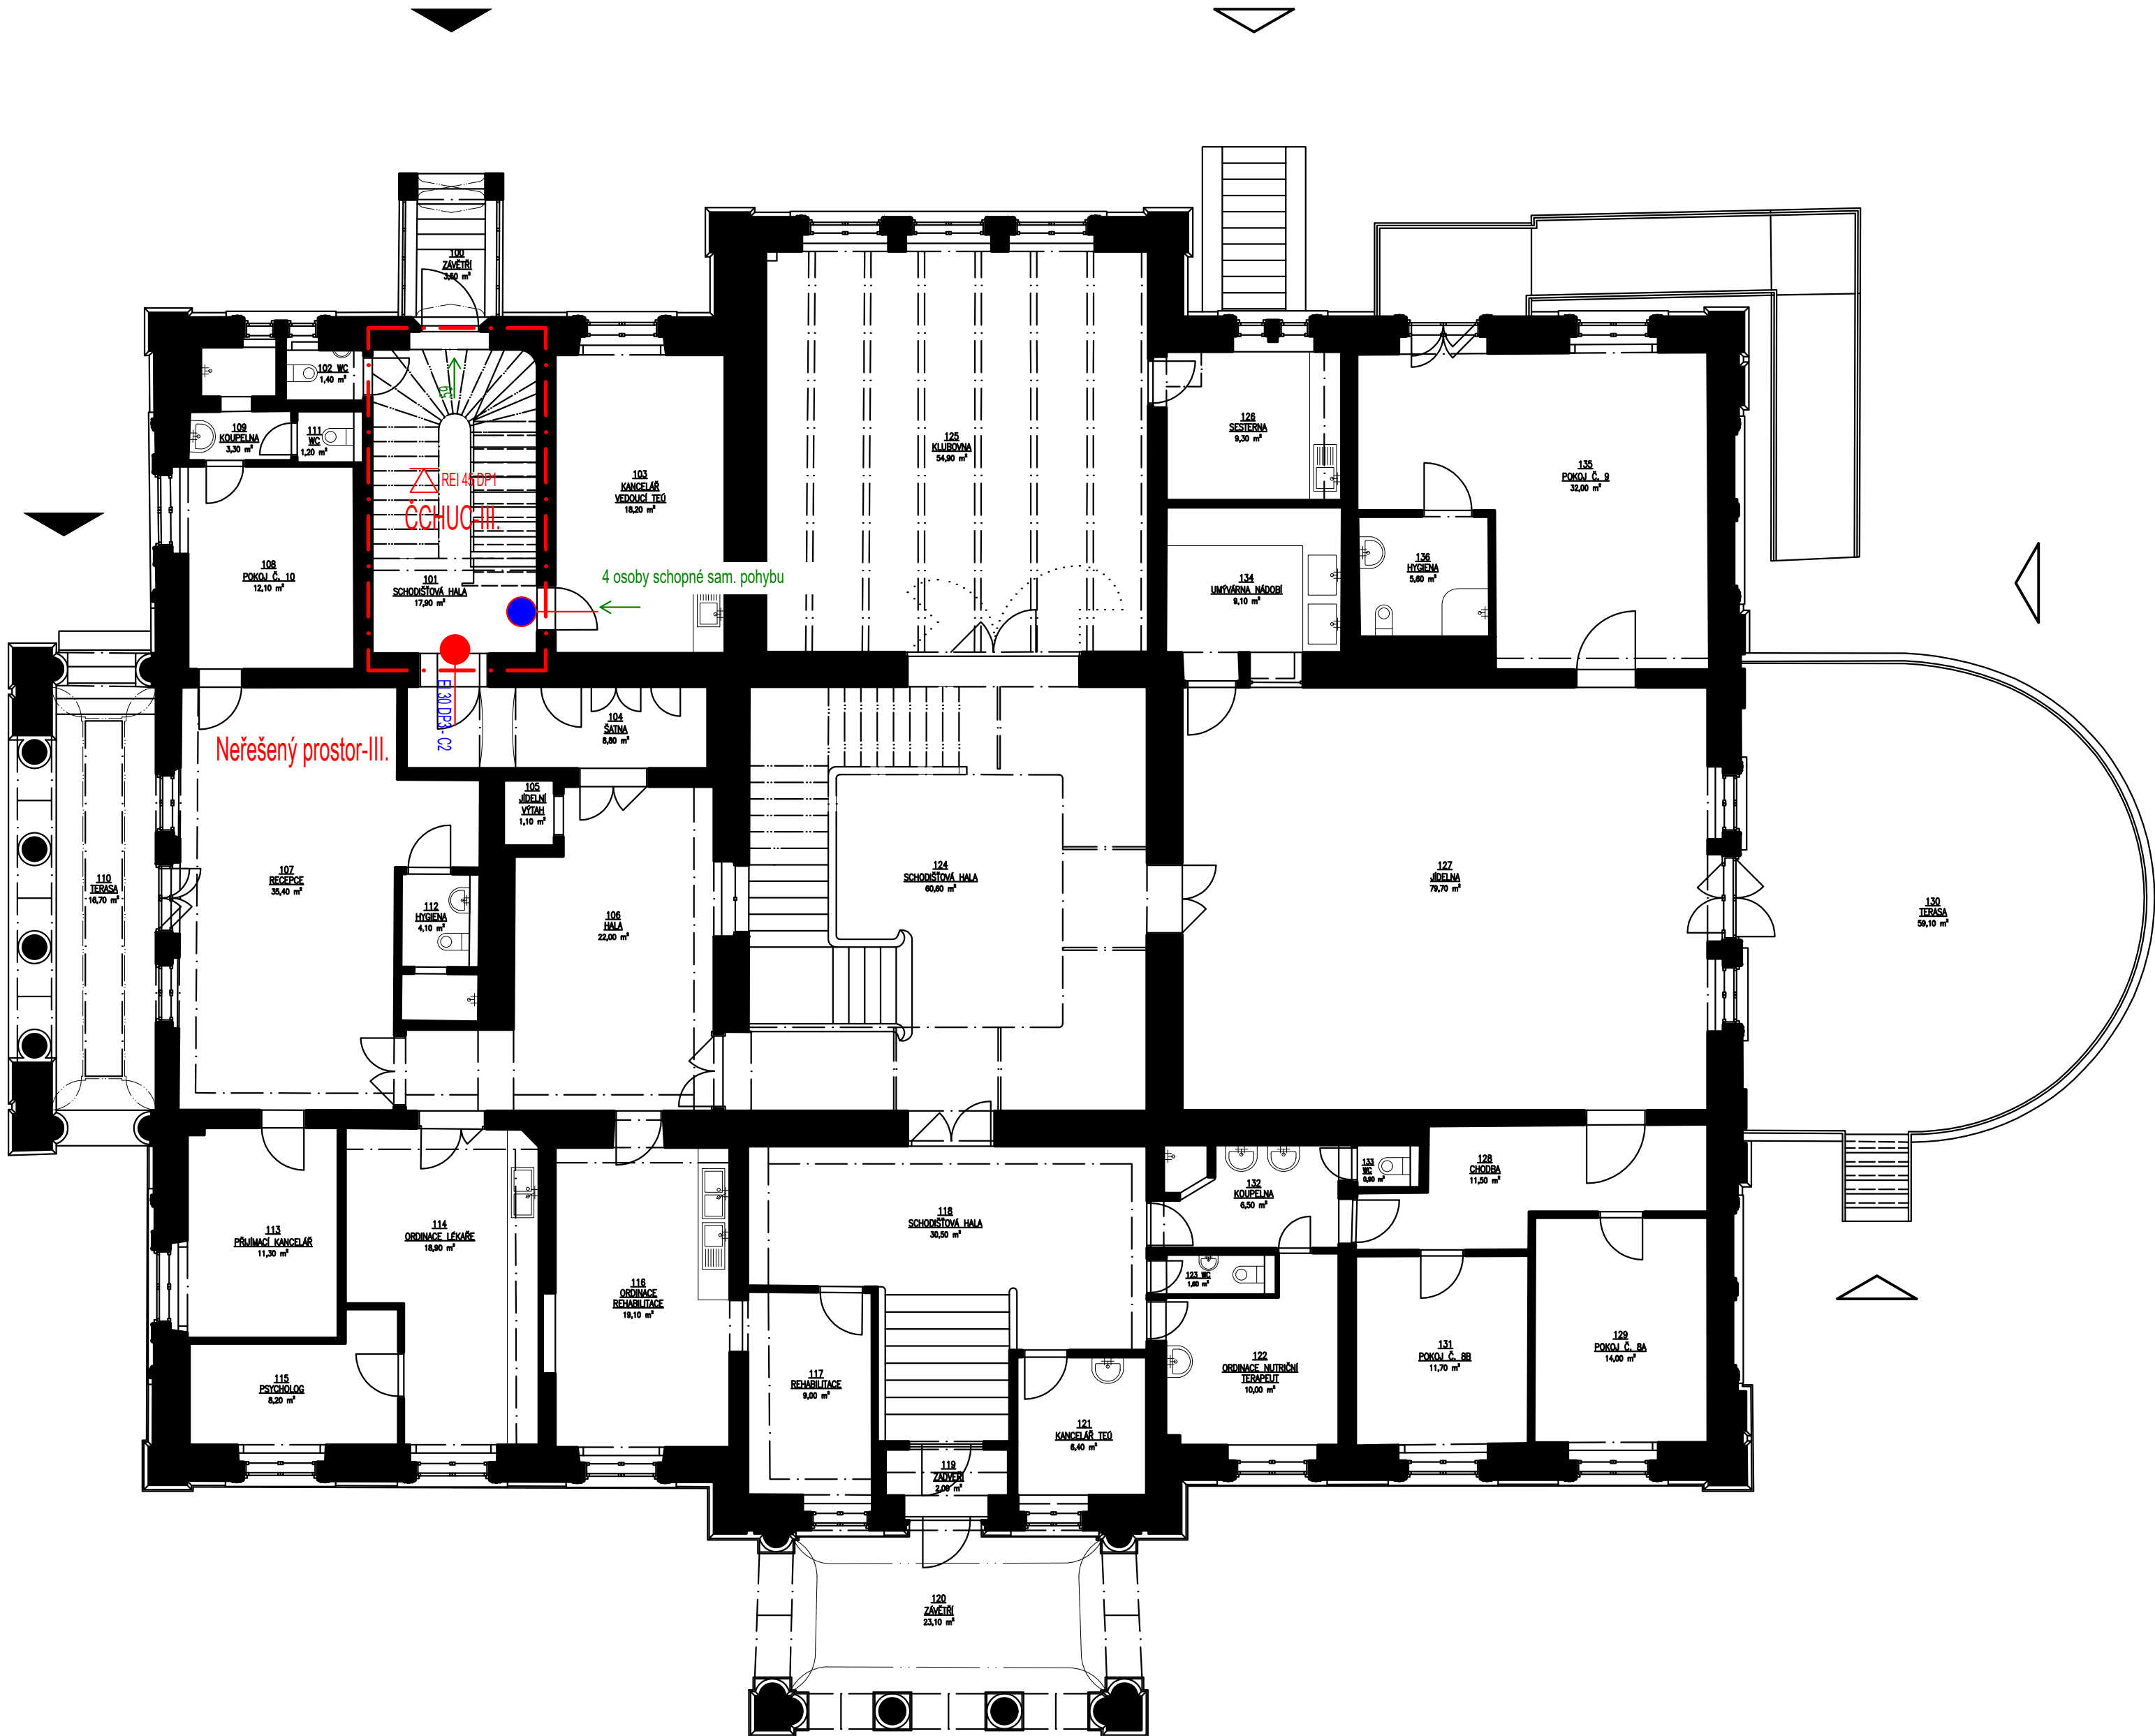 100
ZÁVĚTŘÍ
3,60 m²
102 WC
1,40 m²
109
KOUPELNA
3,30 m²
111
WC
1,20 m²
REI 45 DP1
ČCHUC-III.
101
SCHODIŠŤOVÁ HALA
17,90 m²
103
KANCELÁŘ
VEDOUCÍ TEÚ
18,20 m²
4 osoby schopné sam. pohybu
108
POKOJ Č. 10
12,10 m²
125
KLUBOVNA
54,90 m²
126
SESTERNA
9,30 m²
134
UMÝVÁRNA NÁDOBÍ
9,10 m²
135
POKOJ Č. 9
32,00 m²
136
HYGIENA
5,60 m²
EI 30 DP3- C2
Neřešený prostor-III.
104
ŠATNA
8,80 m²
105
JÍDELNÍ
VÝTAH
1,10 m²
110
TERASA
16,70 m²
107
RECEPCE
35,40 m²
112
HYGIENA
4,10 m²
106
HALA
22,00 m²
124
SCHODIŠŤOVÁ HALA
60,60 m²
127
JÍDELNA
79,70 m²
130
TERASA
59,10 m²
113
PŘIJÍMACÍ KANCELÁŘ
11,30 m²
114
ORDINACE LÉKAŘE
18,90 m²
115
PSYCHOLOG
8,20 m²
116
ORDINACE
REHABILITACE
19,10 m²
118
SCHODIŠŤOVÁ HALA
30,50 m²
117
REHABILITACE
9,00 m²
119
ZÁDVEŘÍ
2,00 m²
121
KANCELÁŘ TEÚ
6,40 m²
132
KOUPELNA
6,50 m²
133
WC
0,90 m²
128
CHODBA
11,50 m²
123 WC
1,60 m²
122
ORDINACE NUTRIČNÍ
TERAPEUT
10,00 m²
131
POKOJ Č. 8B
11,70 m²
129
POKOJ Č. 8A
14,00 m²
120
ZÁVĚTŘÍ
23,10 m²